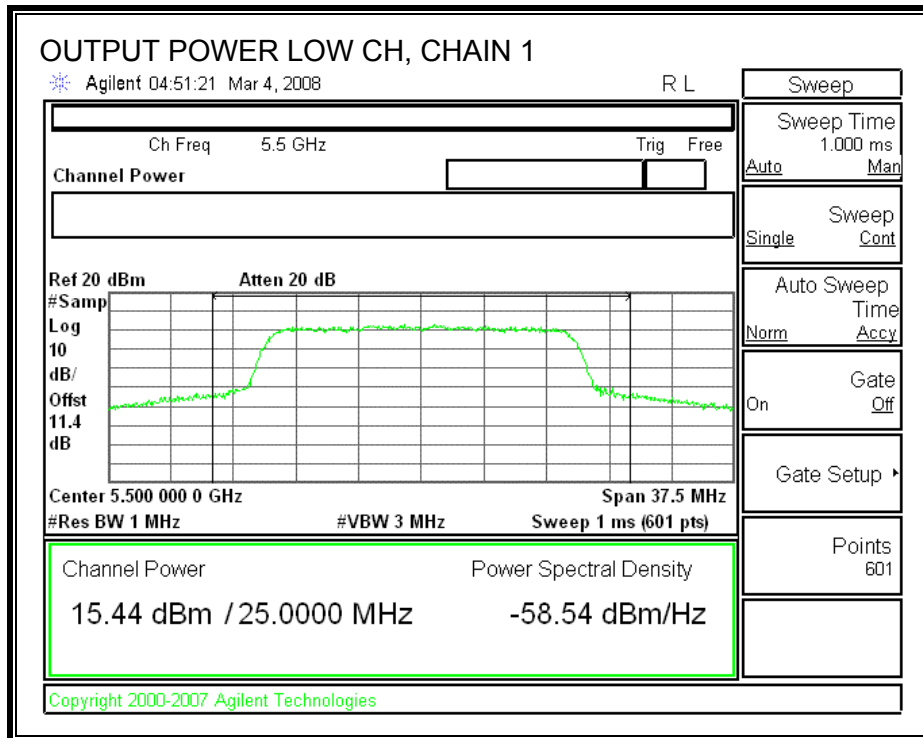 OUTPUT POWER LOW CH, CHAIN 1
Agilent 04:51:21 Mar 4, 2008 R L
Ch Freq 5.5 GHz Trig Free
Channel Power
Ref 20 dBm Atten 20 dB
#Samp
Log
10
dB/
Offst
11.4
dB
Center 5.500 000 0 GHz Span 37.5 MHz
#Res BW 1 MHz #VBW 3 MHz Sweep 1 ms (601 pts)
Channel Power Power Spectral Density
15.44 dBm / 25.0000 MHz -58.54 dBm/Hz
Copyright 2000-2007 Agilent Technologies
Sweep
Sweep Time
1.000 ms
Auto Man
Sweep
Single Cont
Auto Sweep
Time
Norm Accy
Gate
On Off
Gate Setup
Points
601